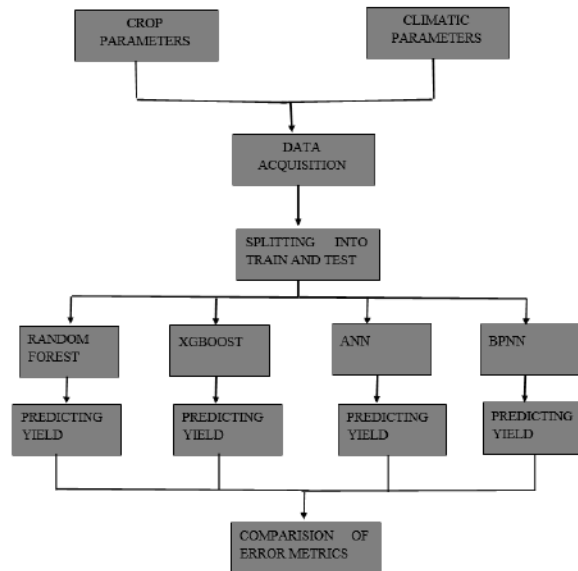 CROP
PARAMETERS
CLIMATIC
PARAMETERS
DATA
ACQUISITION
SPLITTING INTO
TRAIN AND TEST
RANDOM
FOREST
XGBOOST
ANN
BPNN
PREDICTING
YIELD
PREDICTING
YIELD
PREDICTING
YIELD
PREDICTING
YIELD
COMPARISION OF
ERROR METRICS